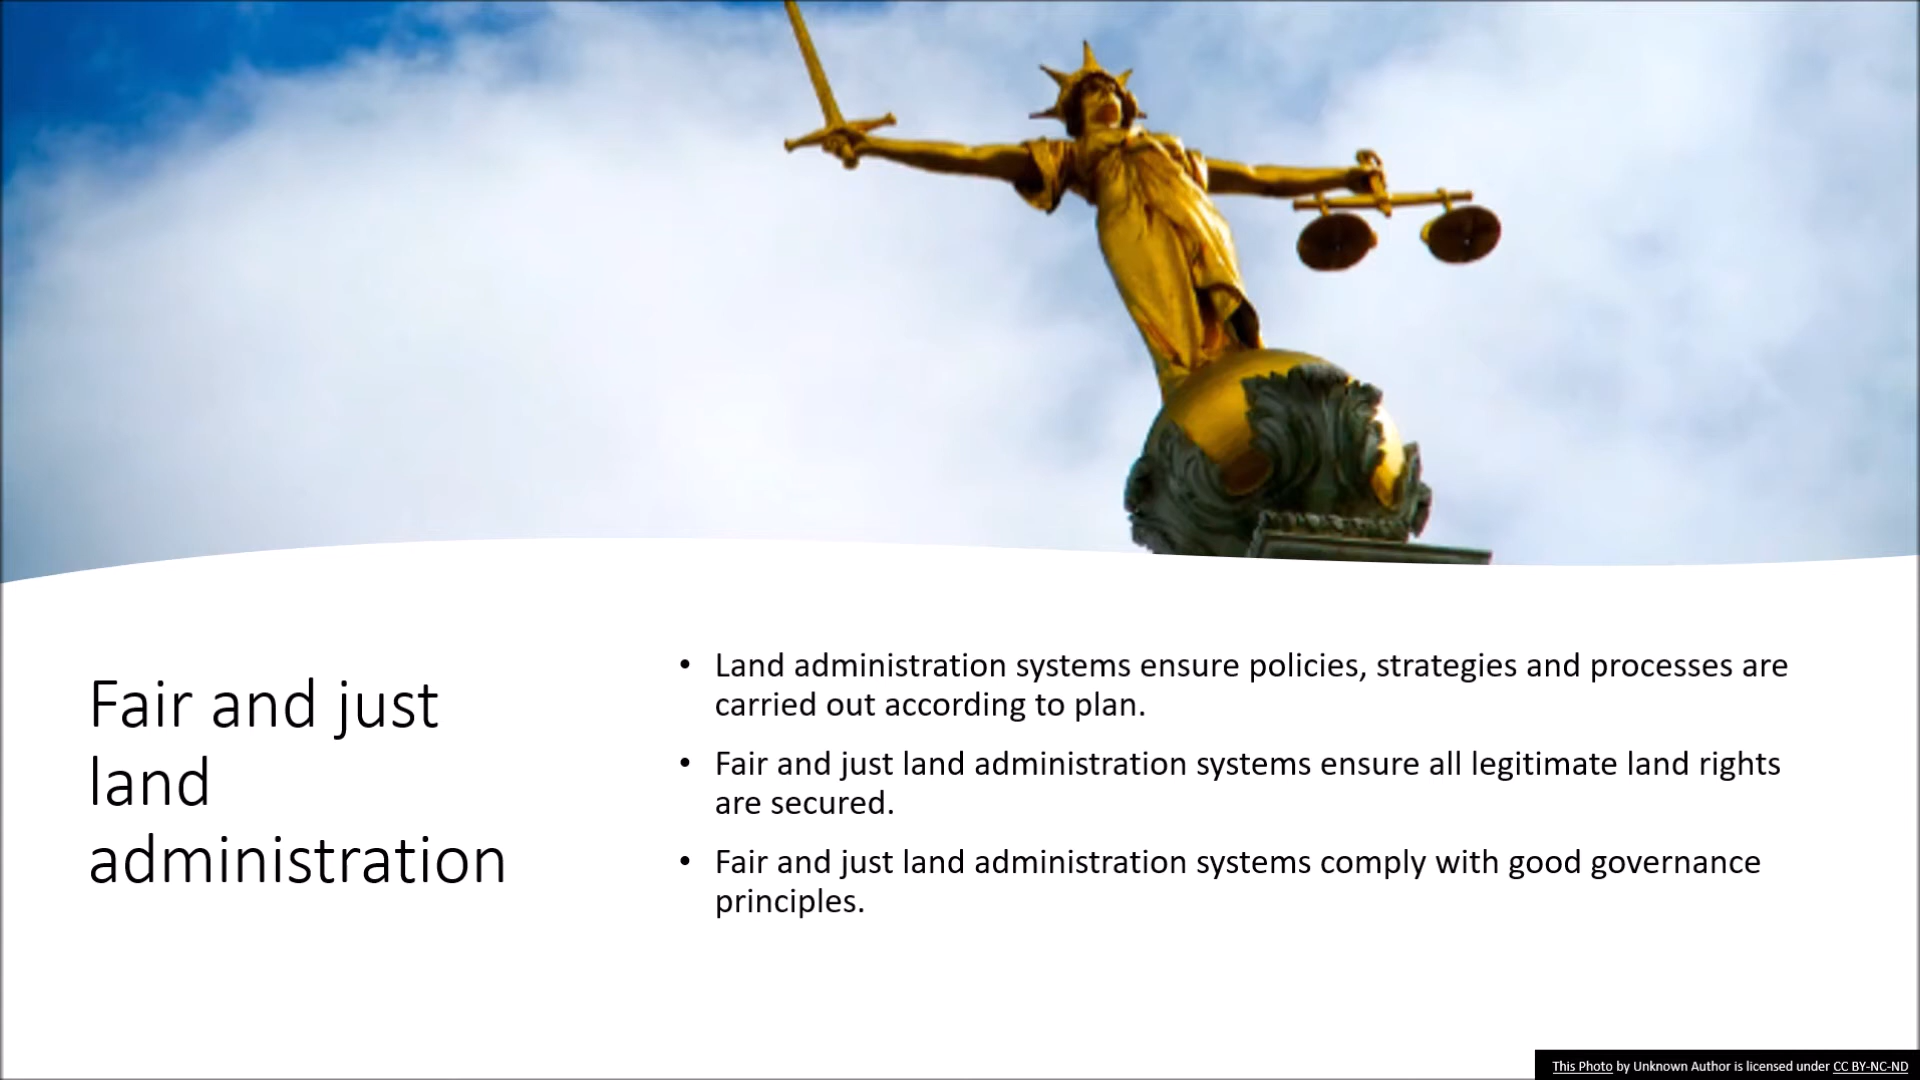 Fair and just
land
administration
• Land administration systems ensure policies, strategies and processes are
carried out according to plan.
• Fair and just land administration systems ensure all legitimate land rights
are secured.
• Fair and just land administration systems comply with good governance
principles.
This Photo by Unknown Author is licensed under CC BY-NC-ND